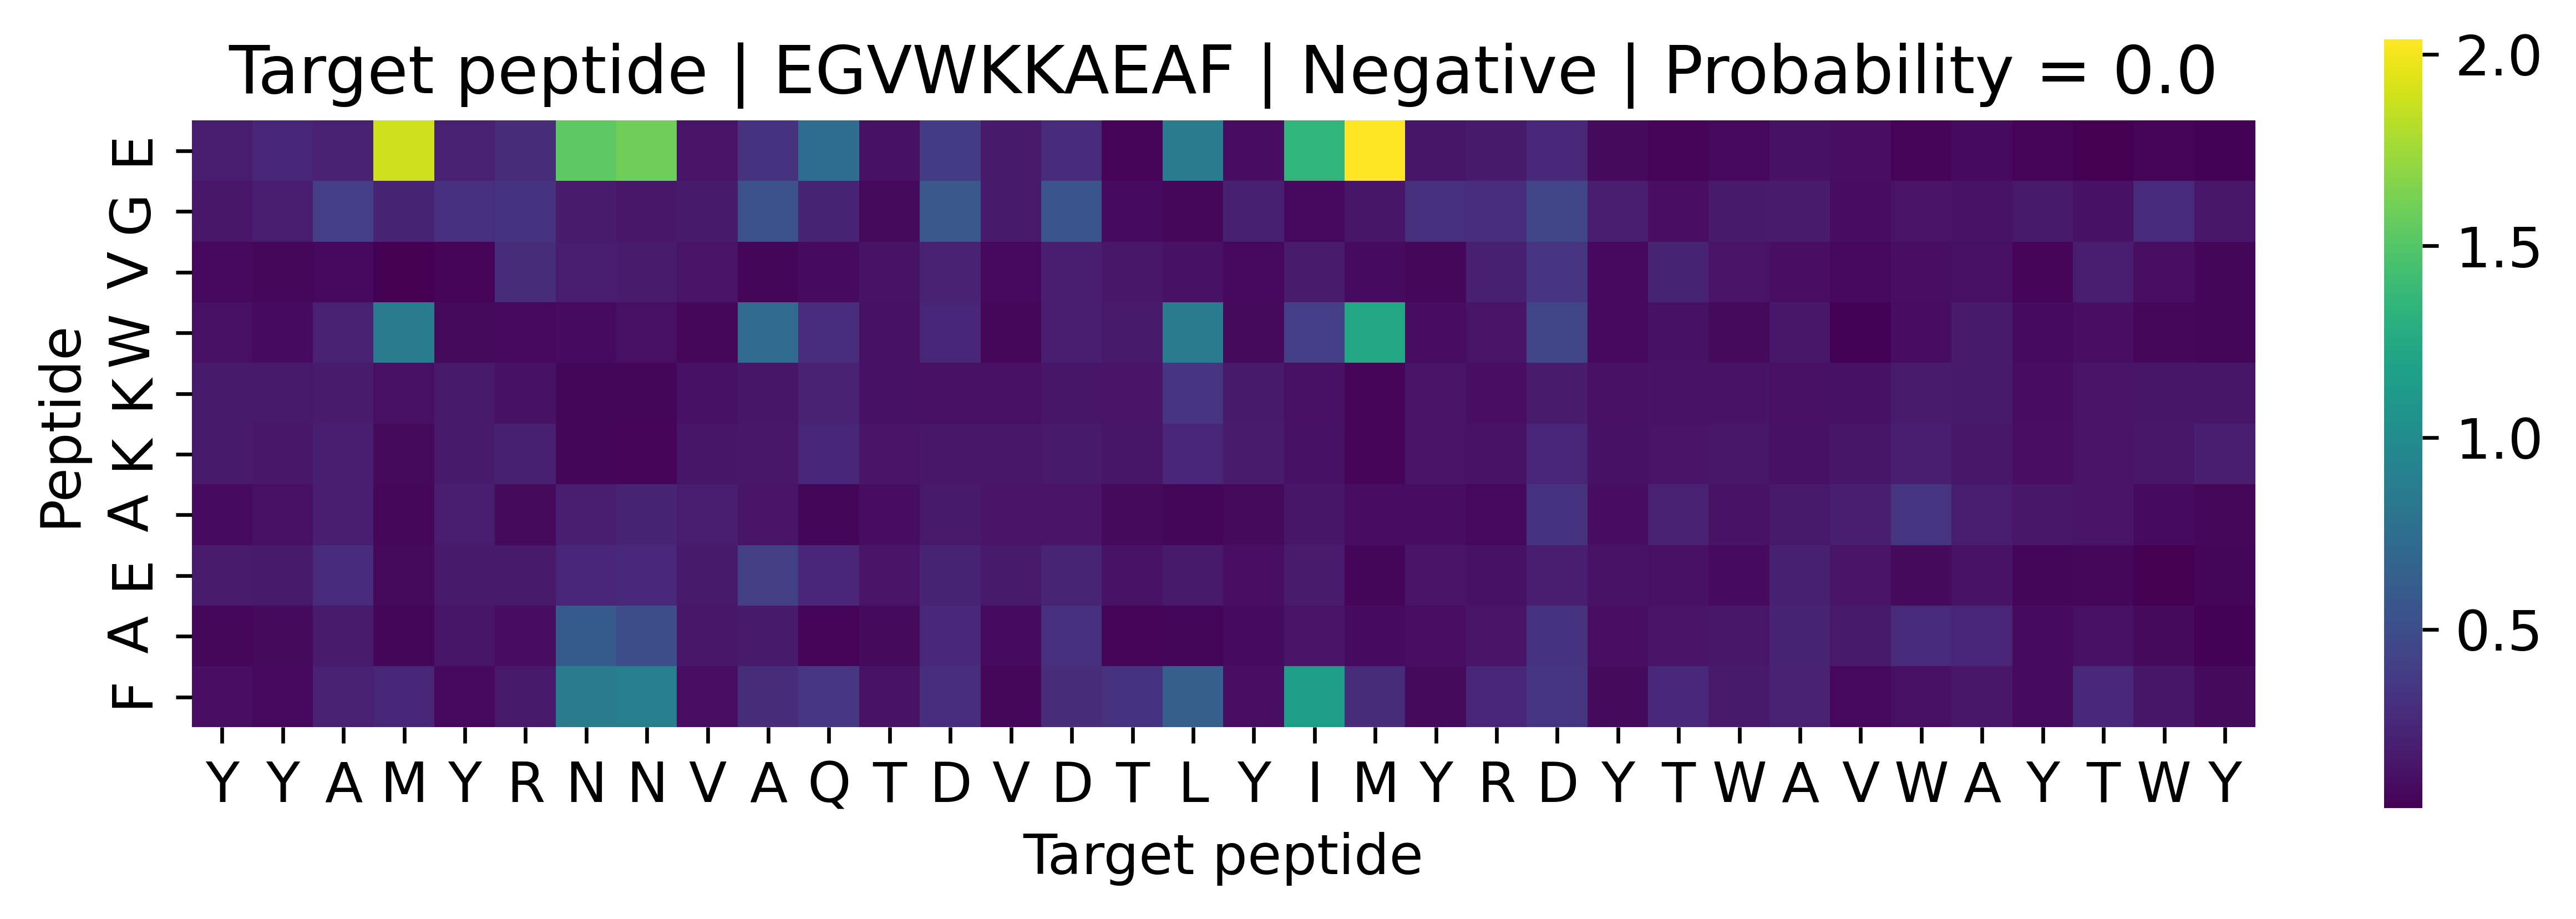 Target peptide | EGVWKKAEAF | Negative | Probability = 0.0
Peptide
E
G
V
W
K
K
A
E
A
F
Y Y A M Y R N N V A Q T D V D T L Y I M Y R D Y T W A V W A Y T W Y
Target peptide
2.0
1.5
1.0
0.5